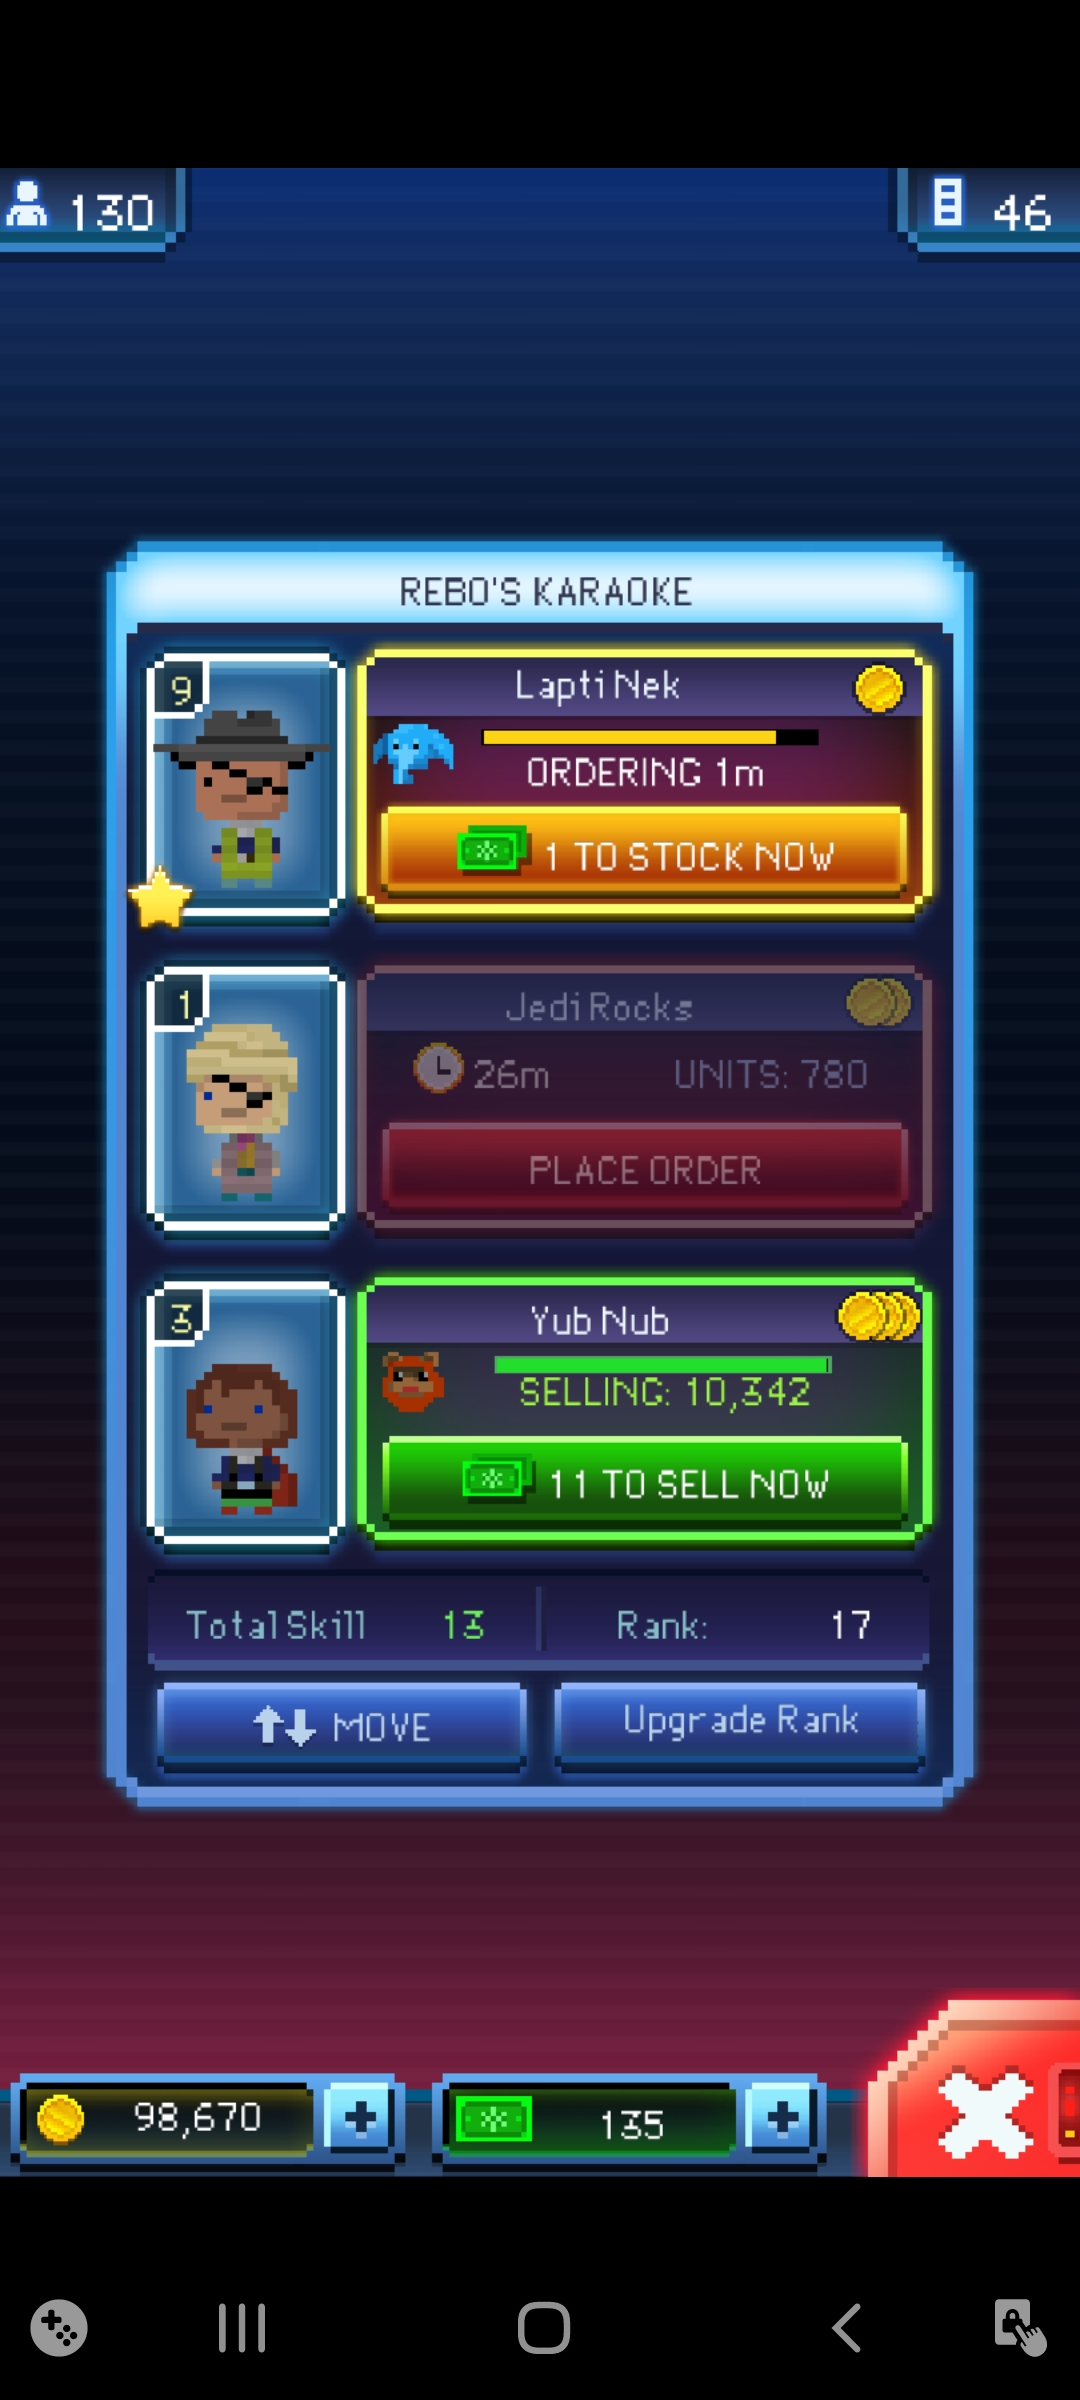 130
46
REBO'S KARAOKE
9
Lapti Nek
ORDERING 1m
1 TO STOCK NOW
1
Jedi Rocks
26m UNITS: 780
PLACE ORDER
3
Yub Nub
SELLING: 10,342
11 TO SELL NOW
Total Skill 13 Rank: 17
MOVE Upgrade Rank
98,670 + 135 +